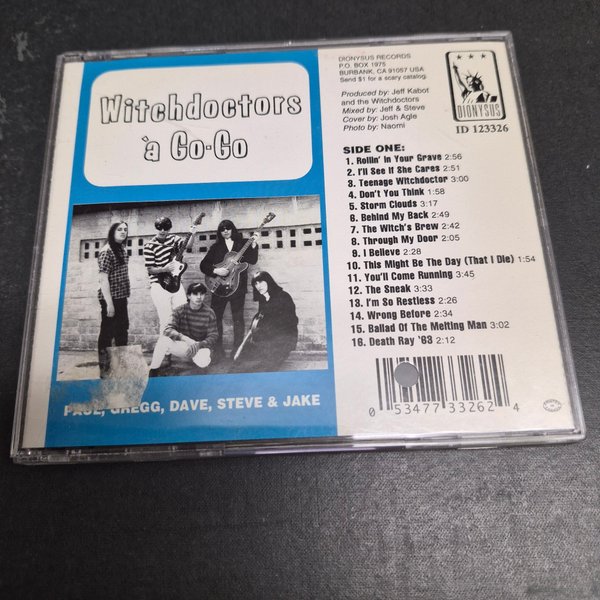 Witchdoctors
à Go-Go
PAUL, GREGG, DAVE, STEVE & JAKE
DIONYSUS RECORDS
P.O. BOX 1975
BURBANK, CA 91057 USA
Send $1 for a scary catalog.
Produced by: Jeff Kabot
and the Witchdoctors
Mixed by: Jeff & Steve
Cover by: Josh Agle
Photo by: Naomi
DIONYSUS
ID 123326
SIDE ONE:
1. Rollin' in Your Grave 2:56
2. I'll See If She Cares 2:51
3. Teenage Witchdoctor 3:00
4. Don't You Think 1:58
5. Storm Clouds 3:17
6. Behind My Back 2:49
7. The Witch's Brew 2:42
8. Through My Door 2:05
9. I Believe 2:28
10. This Might Be The Day (That I Die) 1:54
11. You'll Come Running 3:45
12. The Sneak 3:33
13. I'm So Restless 2:26
14. Wrong Before 2:34
15. Ballad Of The Melting Man 3:02
16. Death Ray '83 2:12
0 53477 33262 4